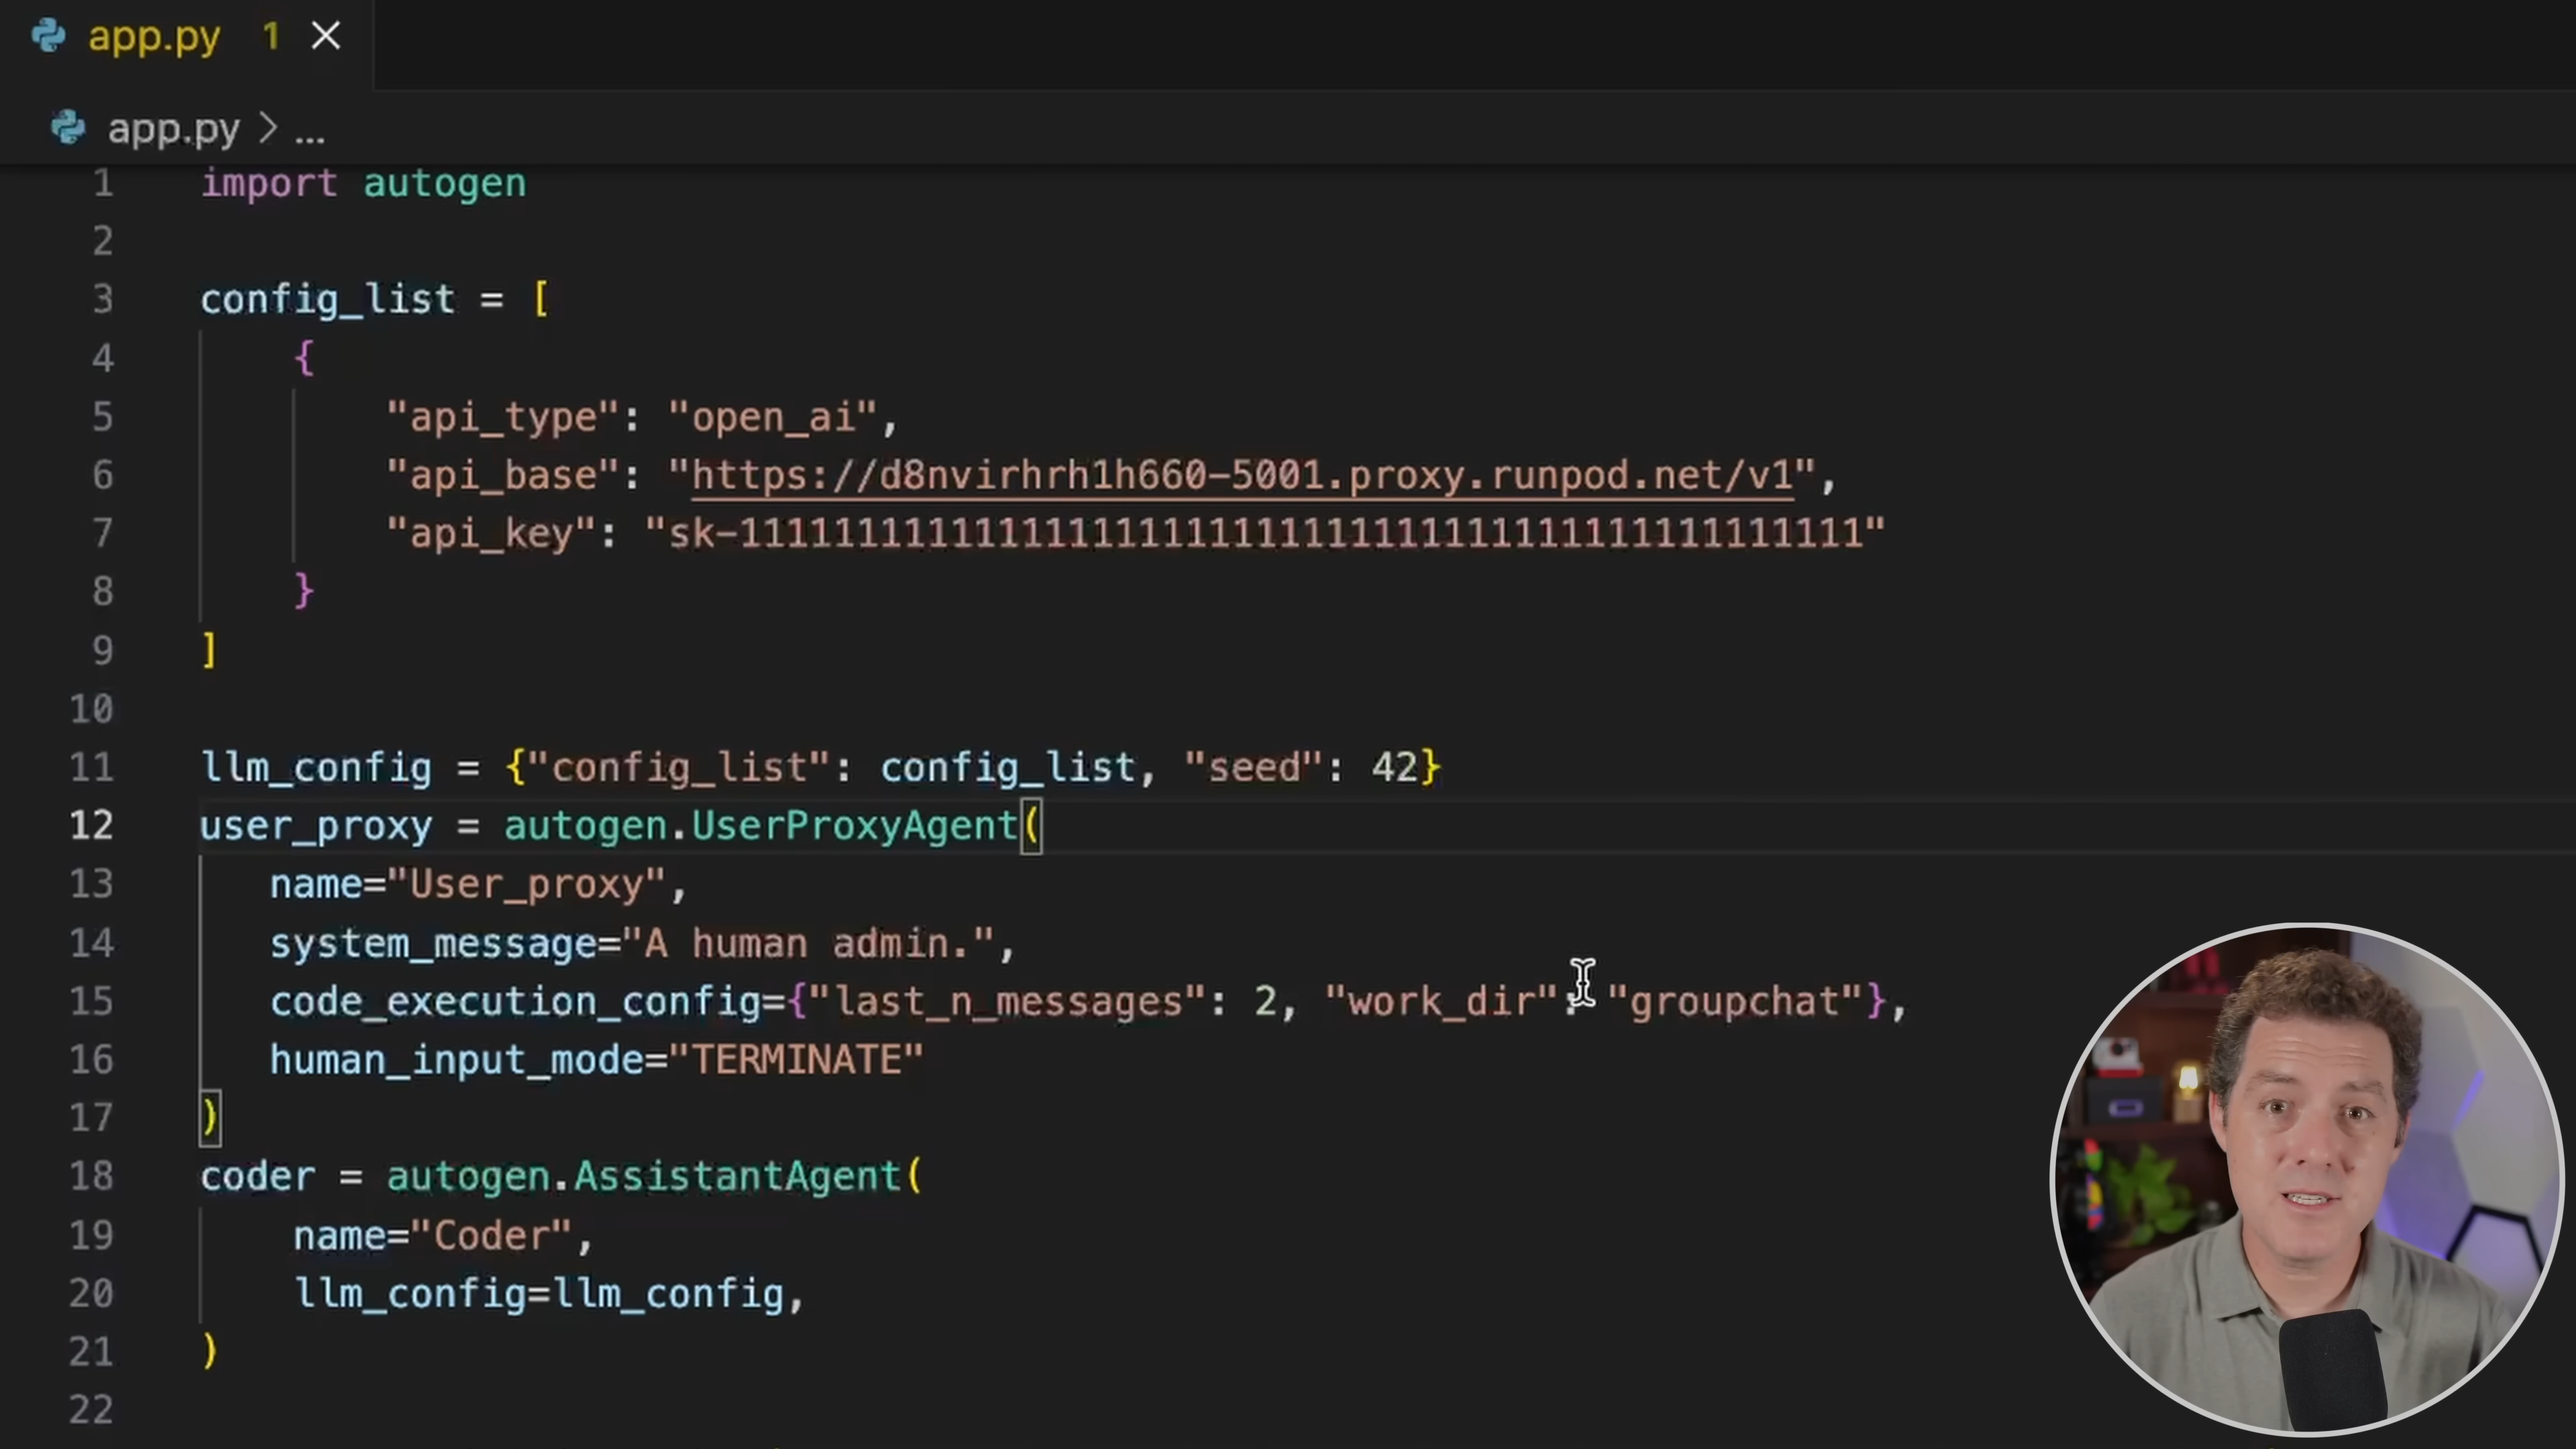 app.py 1
app.py > ...
1 import autogen
2
3 config_list = [
4 {
5 "api_type": "open_ai",
6 "api_base": "https://d8nvirhrh1h660-5001.proxy.runpod.net/v1",
7 "api_key": "sk-111111111111111111111111111111111111111111111111"
8 }
9 ]
10
11 llm_config = {"config_list": config_list, "seed": 42}
12 user_proxy = autogen.UserProxyAgent(
13 name="User_proxy",
14 system_message="A human admin.",
15 code_execution_config={"last_n_messages": 2, "work_dir": "groupchat"},
16 human_input_mode="TERMINATE"
17 )
18 coder = autogen.AssistantAgent(
19 name="Coder",
20 llm_config=llm_config,
21 )
22